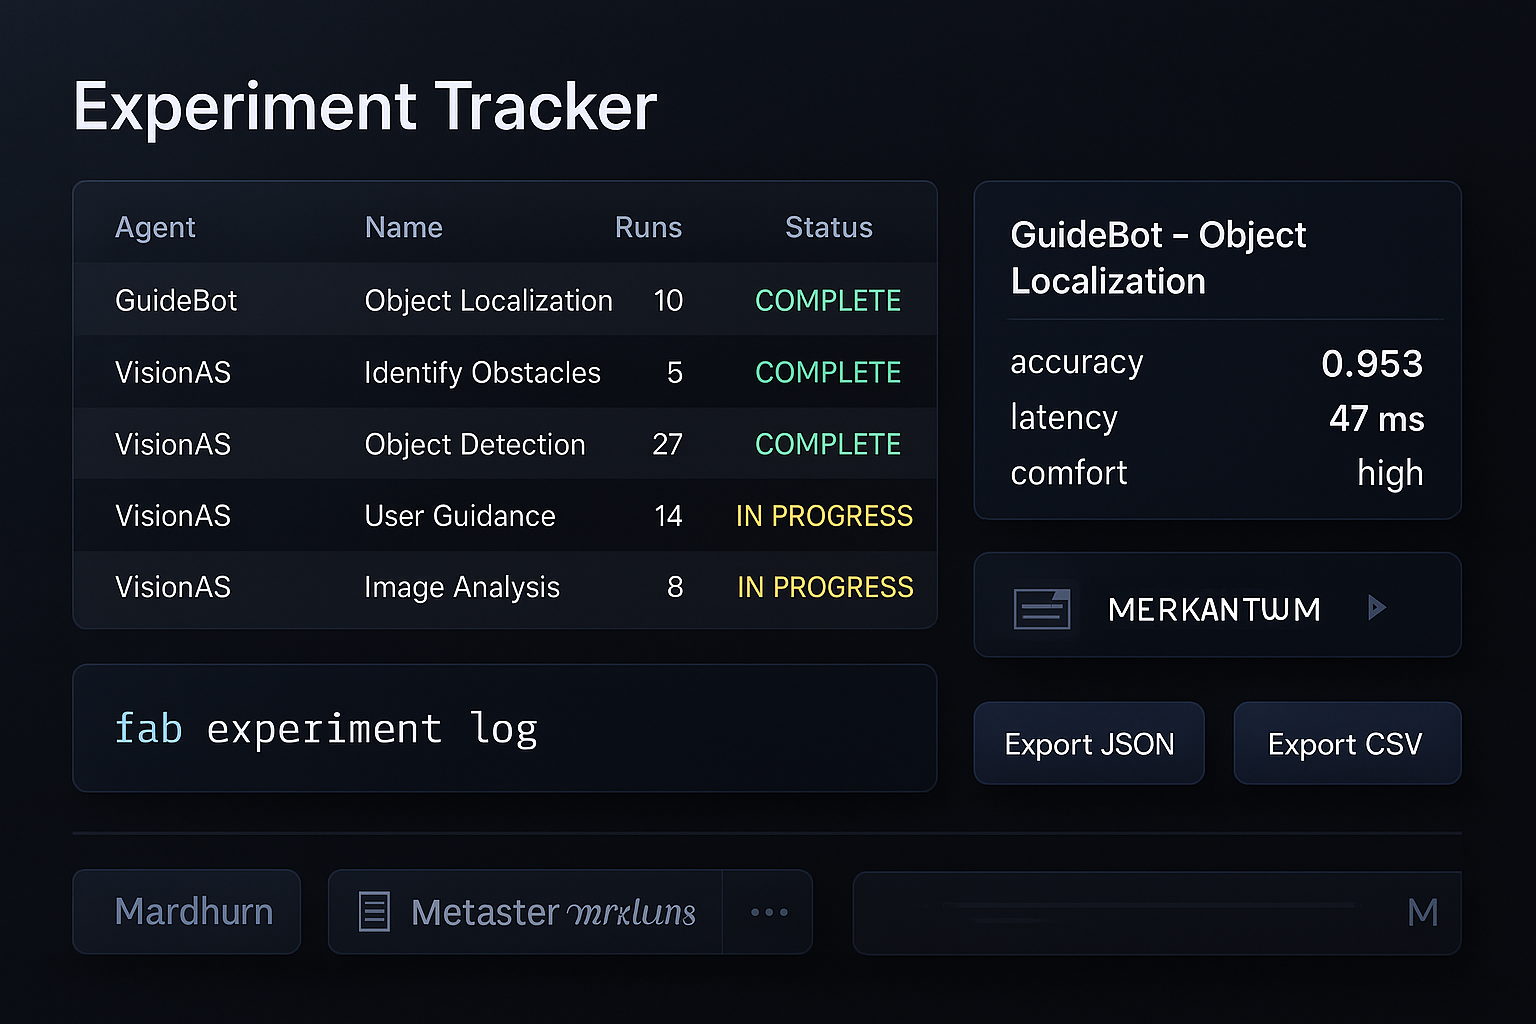 Experiment Tracker
Agent Name Runs Status
GuideBot Object Localization 10 COMPLETE
VisionAS Identify Obstacles 5 COMPLETE
VisionAS Object Detection 27 COMPLETE
VisionAS User Guidance 14 IN PROGRESS
VisionAS Image Analysis 8 IN PROGRESS
fab experiment log
GuideBot – Object
Localization
accuracy 0.953
latency 47 ms
comfort high
Export JSON
Export CSV
Mardhurn
Metaster
M